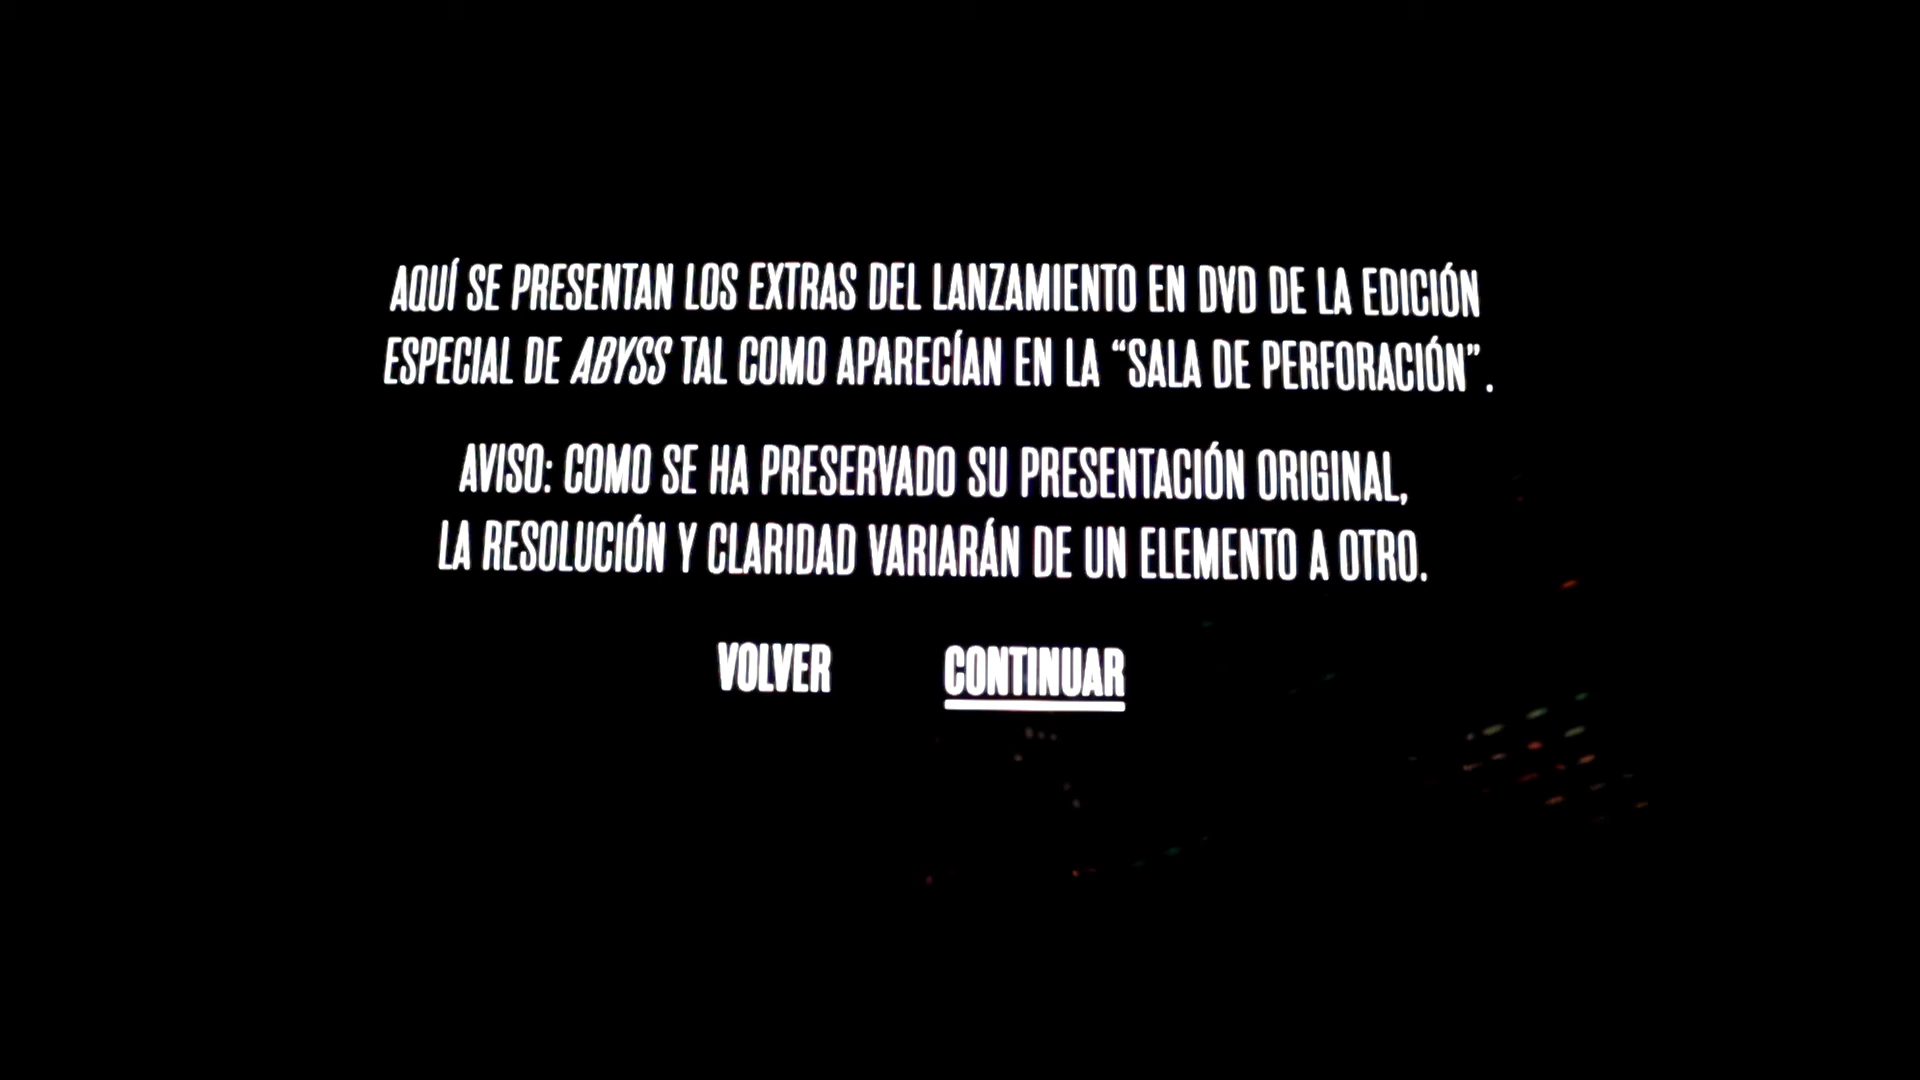 AQUÍ SE PRESENTAN LOS EXTRAS DEL LANZAMIENTO EN DVD DE LA EDICIÓN
ESPECIAL DE ABYSS TAL COMO APARECÍAN EN LA “SALA DE PERFORACIÓN”.
AVISO: COMO SE HA PRESERVADO SU PRESENTACIÓN ORIGINAL,
LA RESOLUCIÓN Y CLARIDAD VARIARÁN DE UN ELEMENTO A OTRO.
VOLVER CONTINUAR